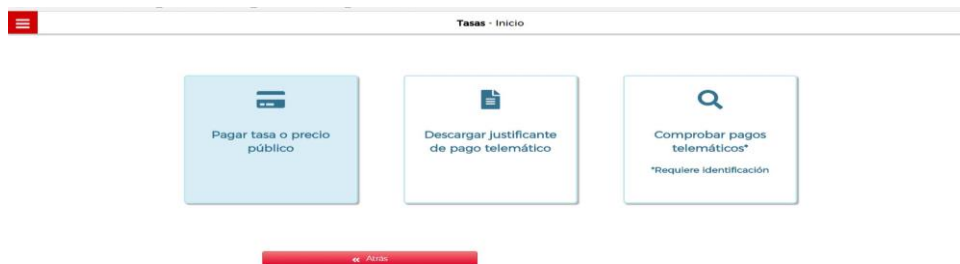 Tasas - Inicio
Pagar tasa o precio
público
Descargar justificante
de pago telemático
Comprobar pagos
telemáticos*
*Requiere identificación
« Atrás